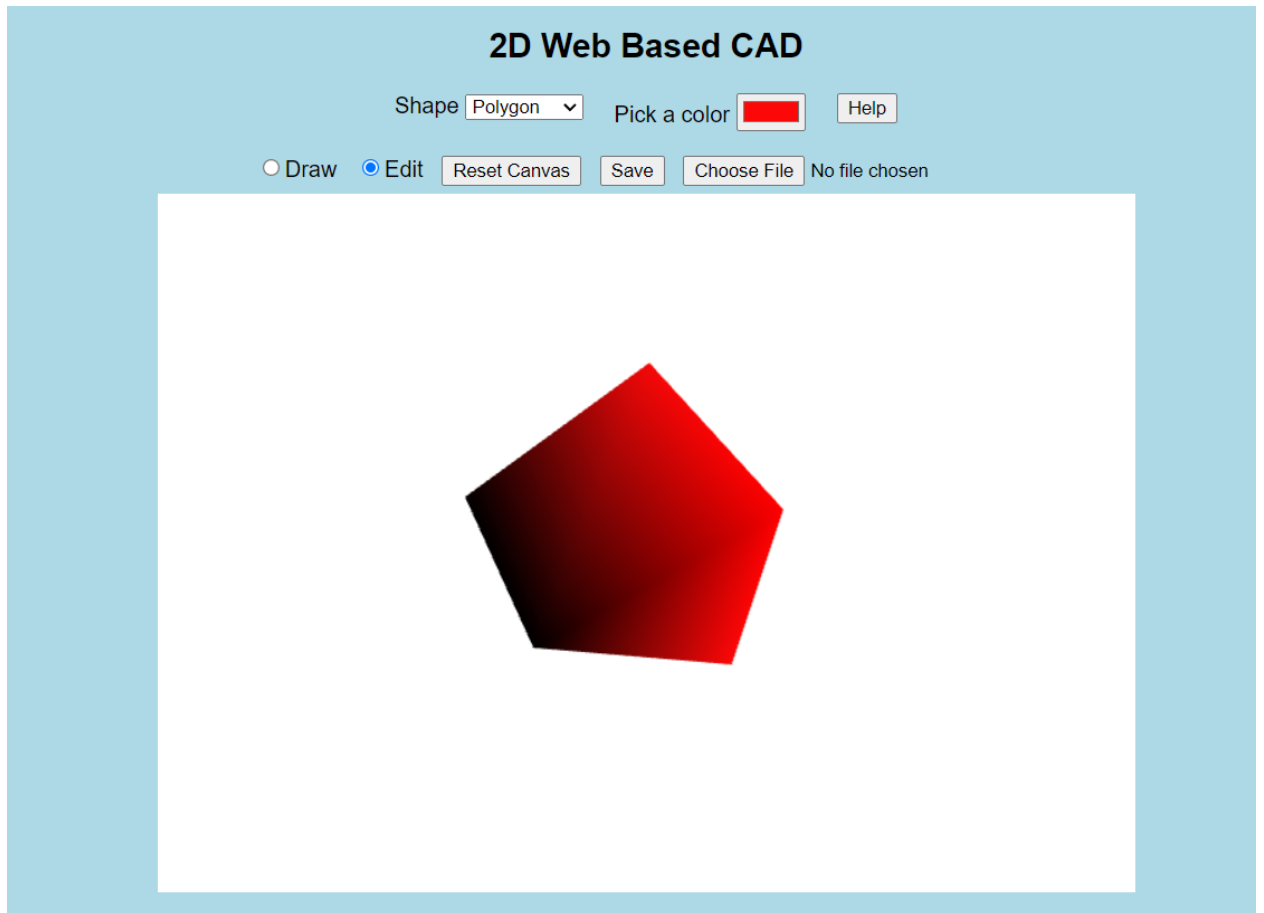 2D Web Based CAD
Shape Polygon Pick a color Help
Draw Edit Reset Canvas Save Choose File No file chosen